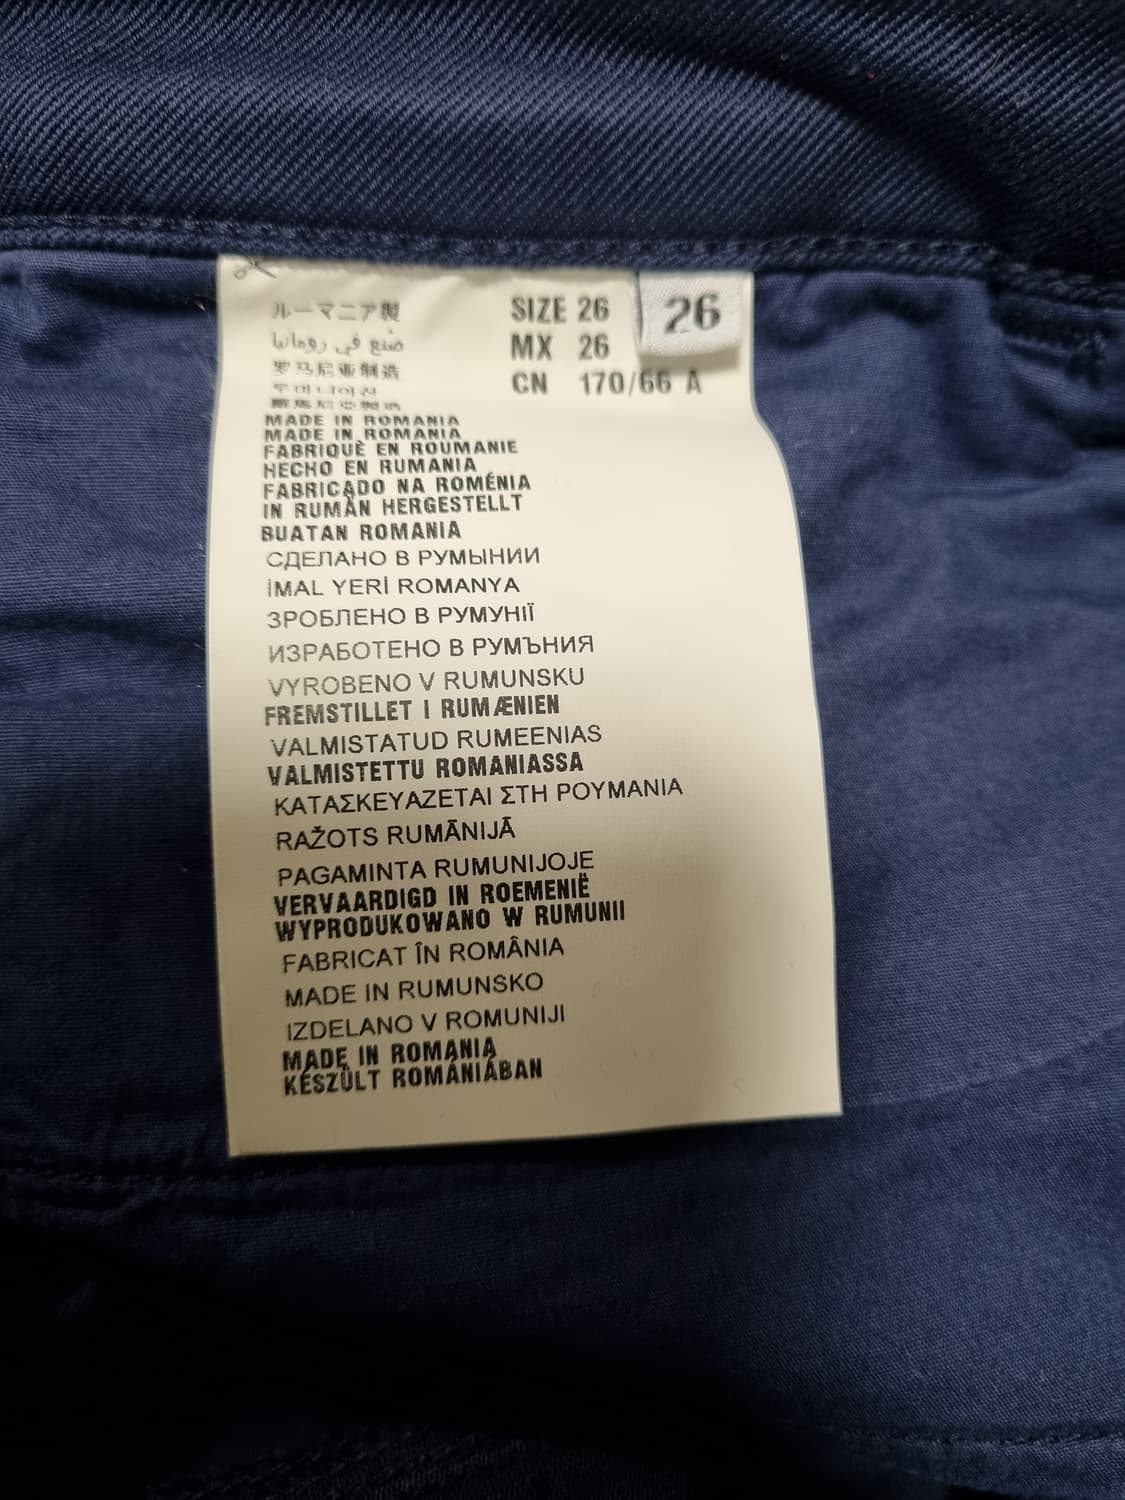 ルーマニア製
صنع في رومانيا
罗马尼亚制造
SIZE 26
MX 26
CN 170/66 A
26
MADE IN ROMANIA
MADE IN ROMANIA
FABRIQUÈ EN ROUMANIE
HECHO EN RUMANIA
FABRICADO NA ROMÉNIA
IN RUMÄN HERGESTELLT
BUATAN ROMANIA
СДЕЛАНО В РУМЫНИИ
İMAL YERİ ROMANYA
ЗРОБЛЕНО В РУМУНІЇ
ИЗРАБОТЕНО В РУМЪНИЯ
VYROBENO V RUMUNSKU
FREMSTILLET I RUMÆNIEN
VALMISTATUD RUMEENIAS
VALMISTETTU ROMANIASSA
ΚΑΤΑΣΚΕΥΑΖΕΤΑΙ ΣΤΗ ΡΟΥΜΑΝΙΑ
RAŽOTS RUMĀNIJĀ
PAGAMINTA RUMUNIJOJE
VERVAARDIGD IN ROEMENIË
WYPRODUKOWANO W RUMUNII
FABRICAT ÎN ROMÂNIA
MADE IN RUMUNSKO
IZDELANO V ROMUNIJI
MADE IN ROMANIA
KÉSZÜLT ROMÁNIÁBAN